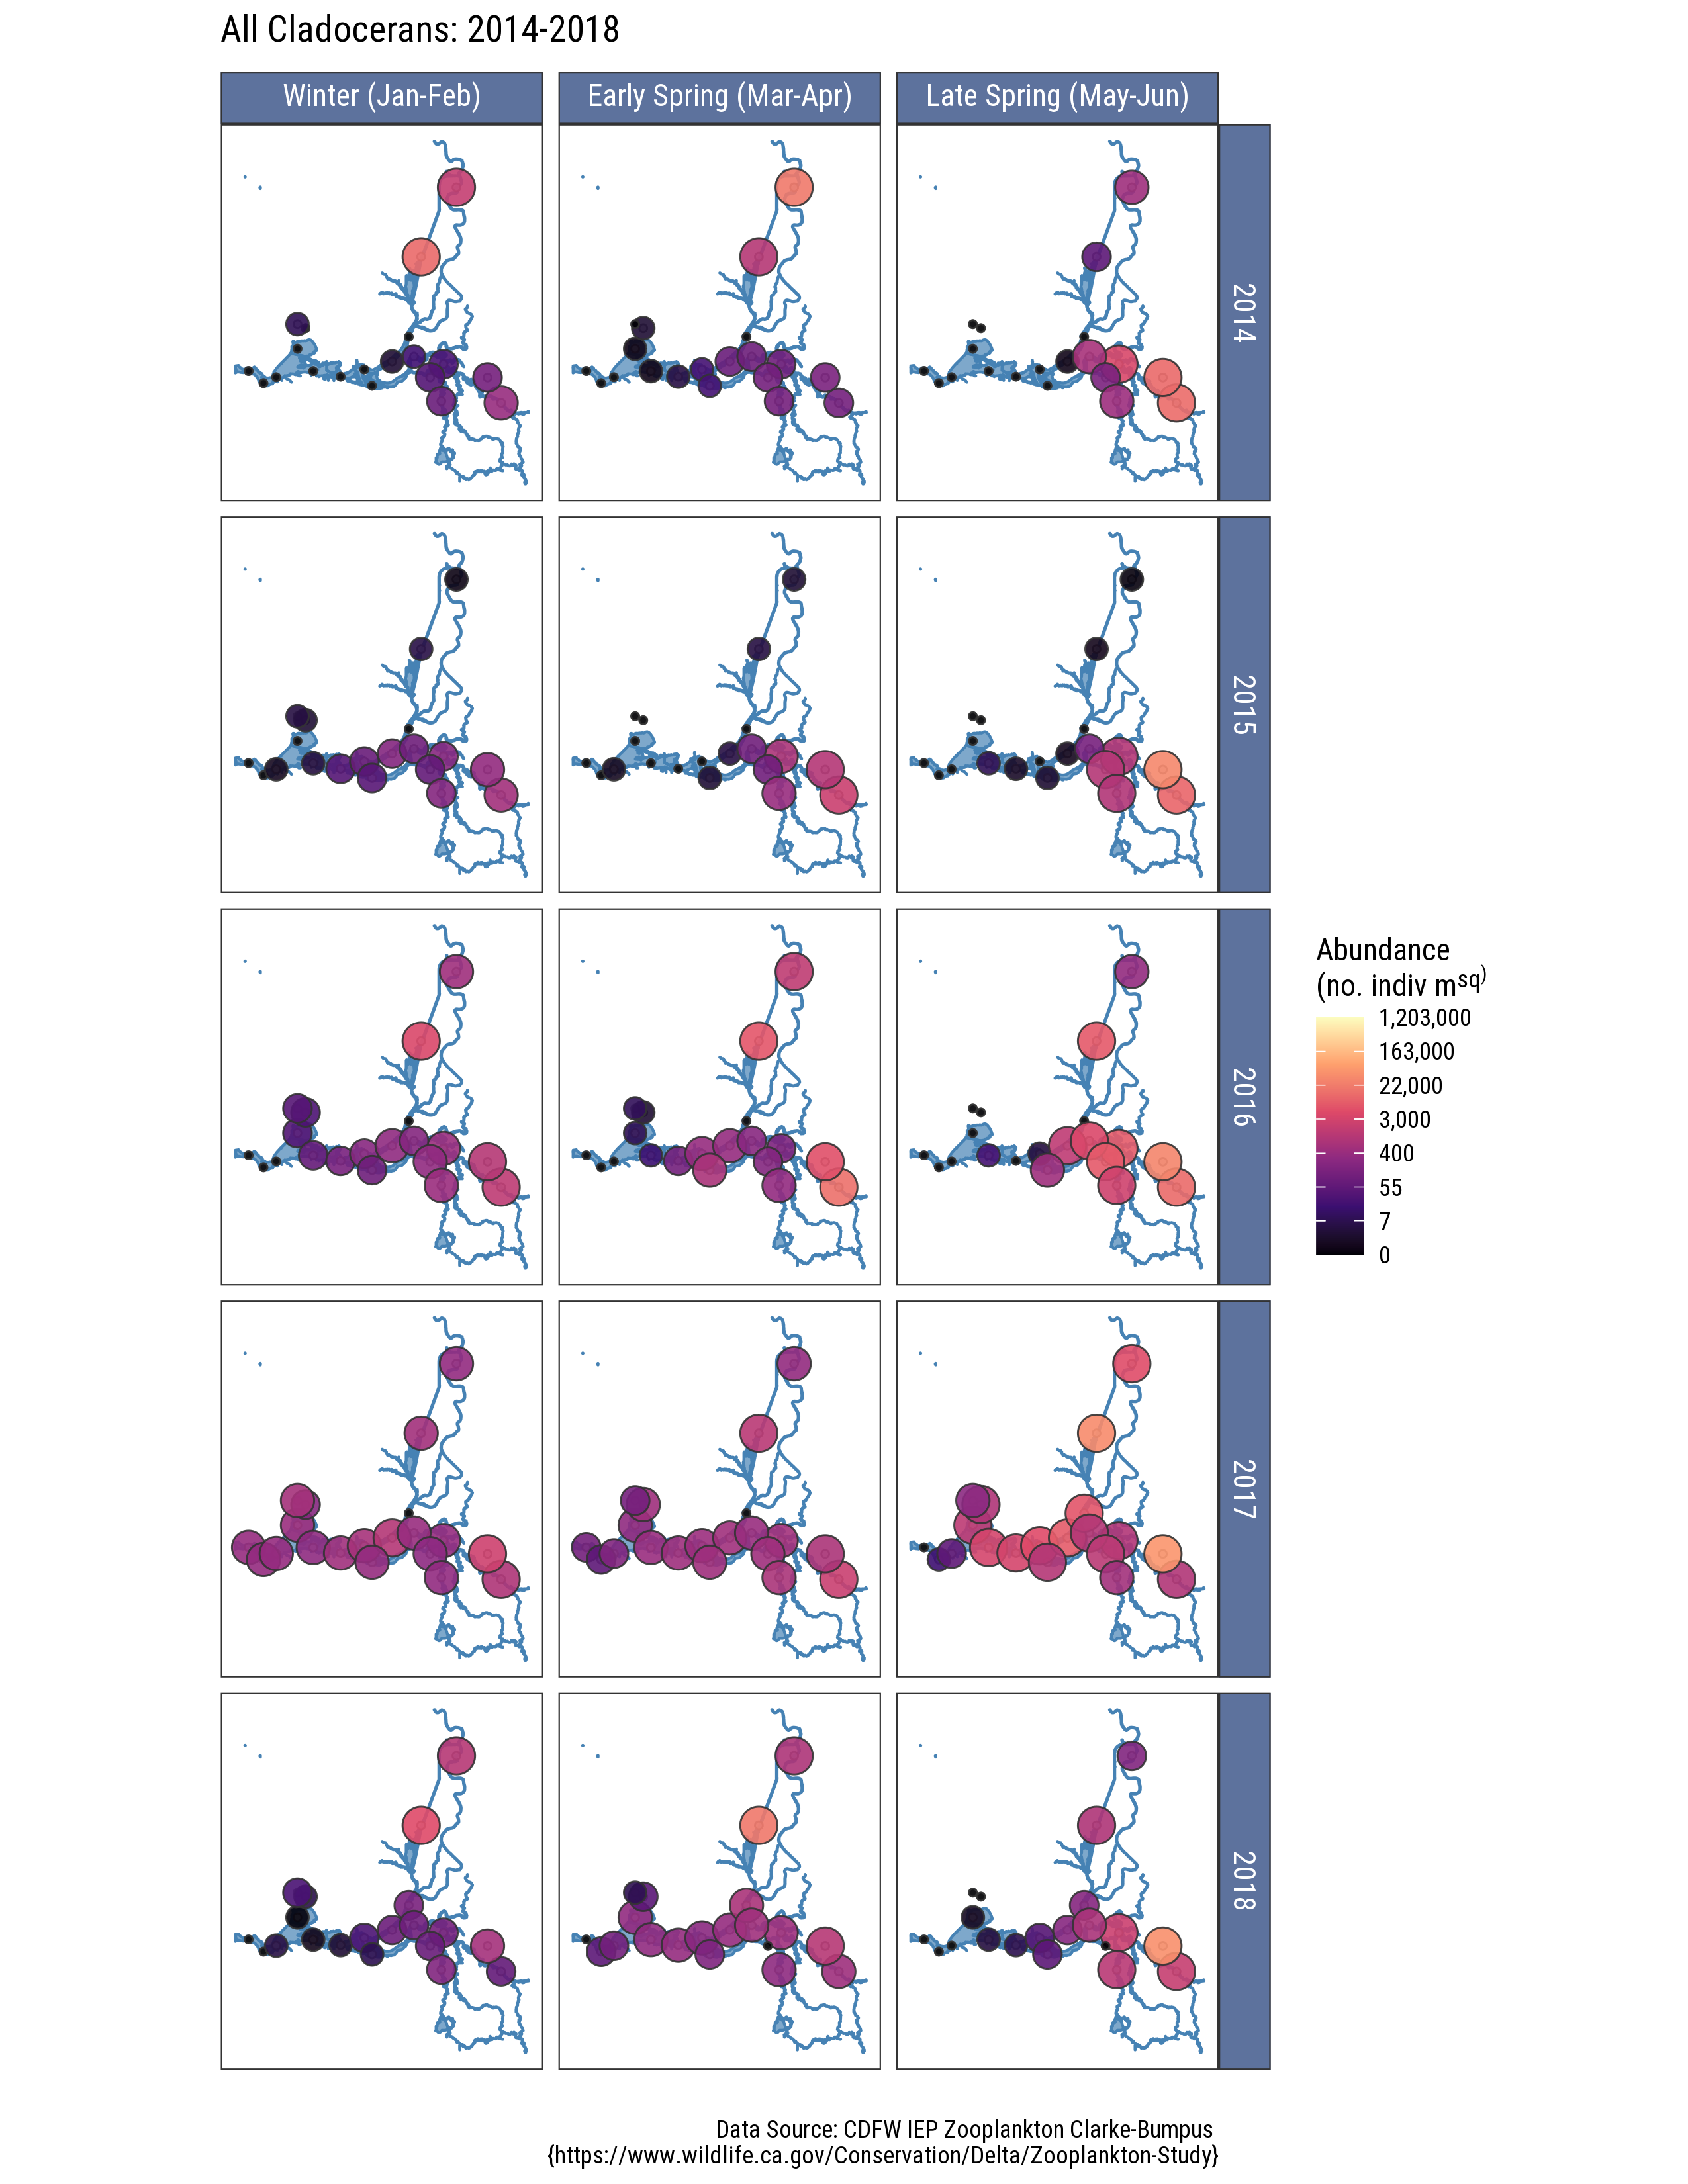 All Cladocerans: 2014-2018
Winter (Jan-Feb)
Early Spring (Mar-Apr)
Late Spring (May-Jun)
2014
2015
2016
2017
2018
Abundance
(no. indiv m^sq)
1,203,000
163,000
22,000
3,000
400
55
7
0
Data Source: CDFW IEP Zooplankton Clarke-Bumpus
{https://www.wildlife.ca.gov/Conservation/Delta/Zooplankton-Study}